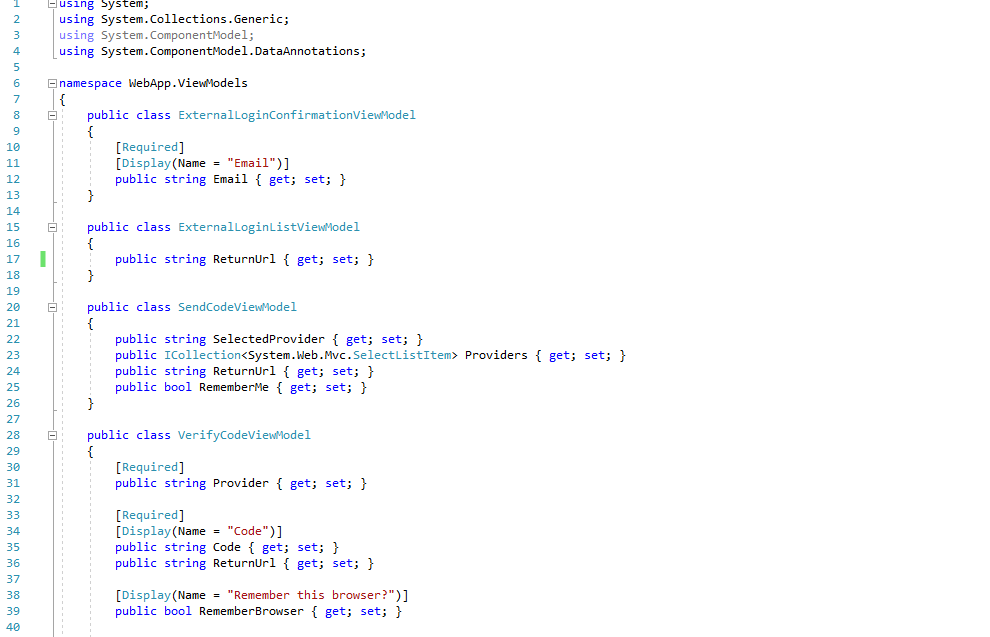 1 using System;
2 using System.Collections.Generic;
3 using System.ComponentModel;
4 using System.ComponentModel.DataAnnotations;
5
6 namespace WebApp.ViewModels
7 {
8 public class ExternalLoginConfirmationViewModel
9 {
10 [Required]
11 [Display(Name = "Email")]
12 public string Email { get; set; }
13 }
14
15 public class ExternalLoginListViewModel
16 {
17 public string ReturnUrl { get; set; }
18 }
19
20 public class SendCodeViewModel
21 {
22 public string SelectedProvider { get; set; }
23 public ICollection<System.Web.Mvc.SelectListItem> Providers { get; set; }
24 public string ReturnUrl { get; set; }
25 public bool RememberMe { get; set; }
26 }
27
28 public class VerifyCodeViewModel
29 {
30 [Required]
31 public string Provider { get; set; }
32
33 [Required]
34 [Display(Name = "Code")]
35 public string Code { get; set; }
36 public string ReturnUrl { get; set; }
37
38 [Display(Name = "Remember this browser?")]
39 public bool RememberBrowser { get; set; }
40